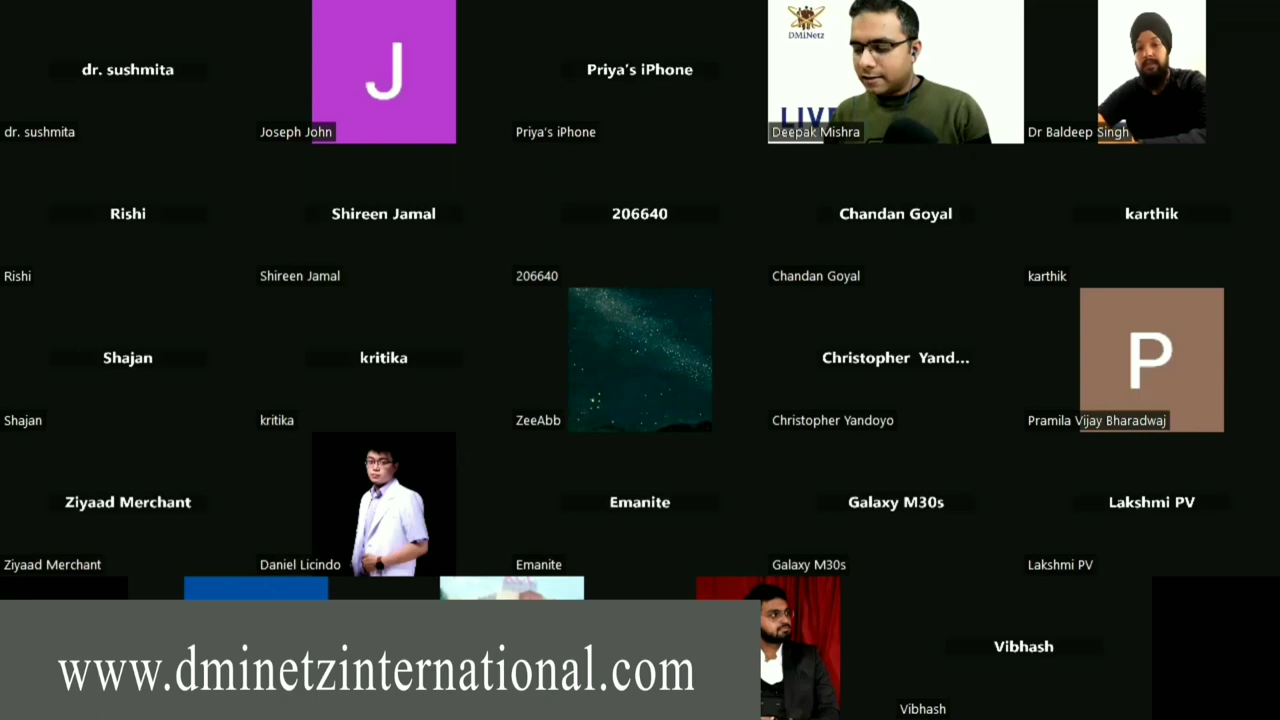 dr. sushmita
dr. sushmita
J
Joseph John
Priya's iPhone
Priya's iPhone
DMiNetz
LIVE
Deepak Mishra
Dr Baldeep Singh
Rishi
Rishi
Shireen Jamal
Shireen Jamal
206640
206640
Chandan Goyal
Chandan Goyal
karthik
karthik
Shajan
Shajan
kritika
kritika
ZeeAbb
Christopher Yand...
Christopher Yandoyo
P
Pramila Vijay Bharadwaj
Ziyaad Merchant
Ziyaad Merchant
Daniel Licindo
Emanite
Emanite
Galaxy M30s
Galaxy M30s
Lakshmi PV
Lakshmi PV
www.dminetzinternational.com
Vibhash
Vibhash